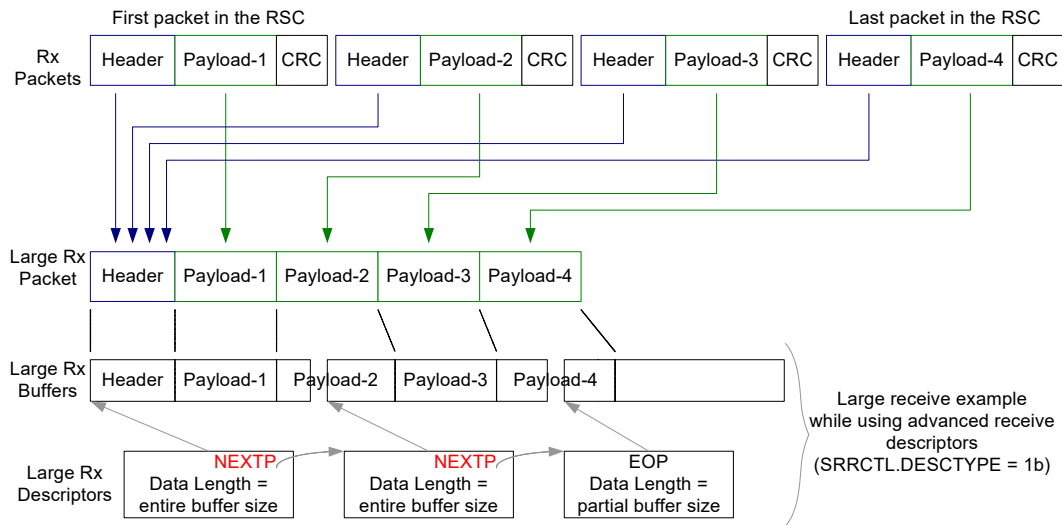 First packet in the RSC
Last packet in the RSC
Rx
Packets
Header Payload-1 CRC Header Payload-2 CRC Header Payload-3 CRC Header Payload-4 CRC
Large Rx
Packet
Header Payload-1 Payload-2 Payload-3 Payload-4
Large Rx
Buffers
Header Payload-1 Payload-2 Payload-3 Payload-4
Large receive example
while using advanced receive
descriptors
(SRRCTL.DESCTYPE = 1b)
Large Rx
Descriptors
NEXTP
Data Length =
entire buffer size
NEXTP
Data Length =
entire buffer size
EOP
Data Length =
partial buffer size